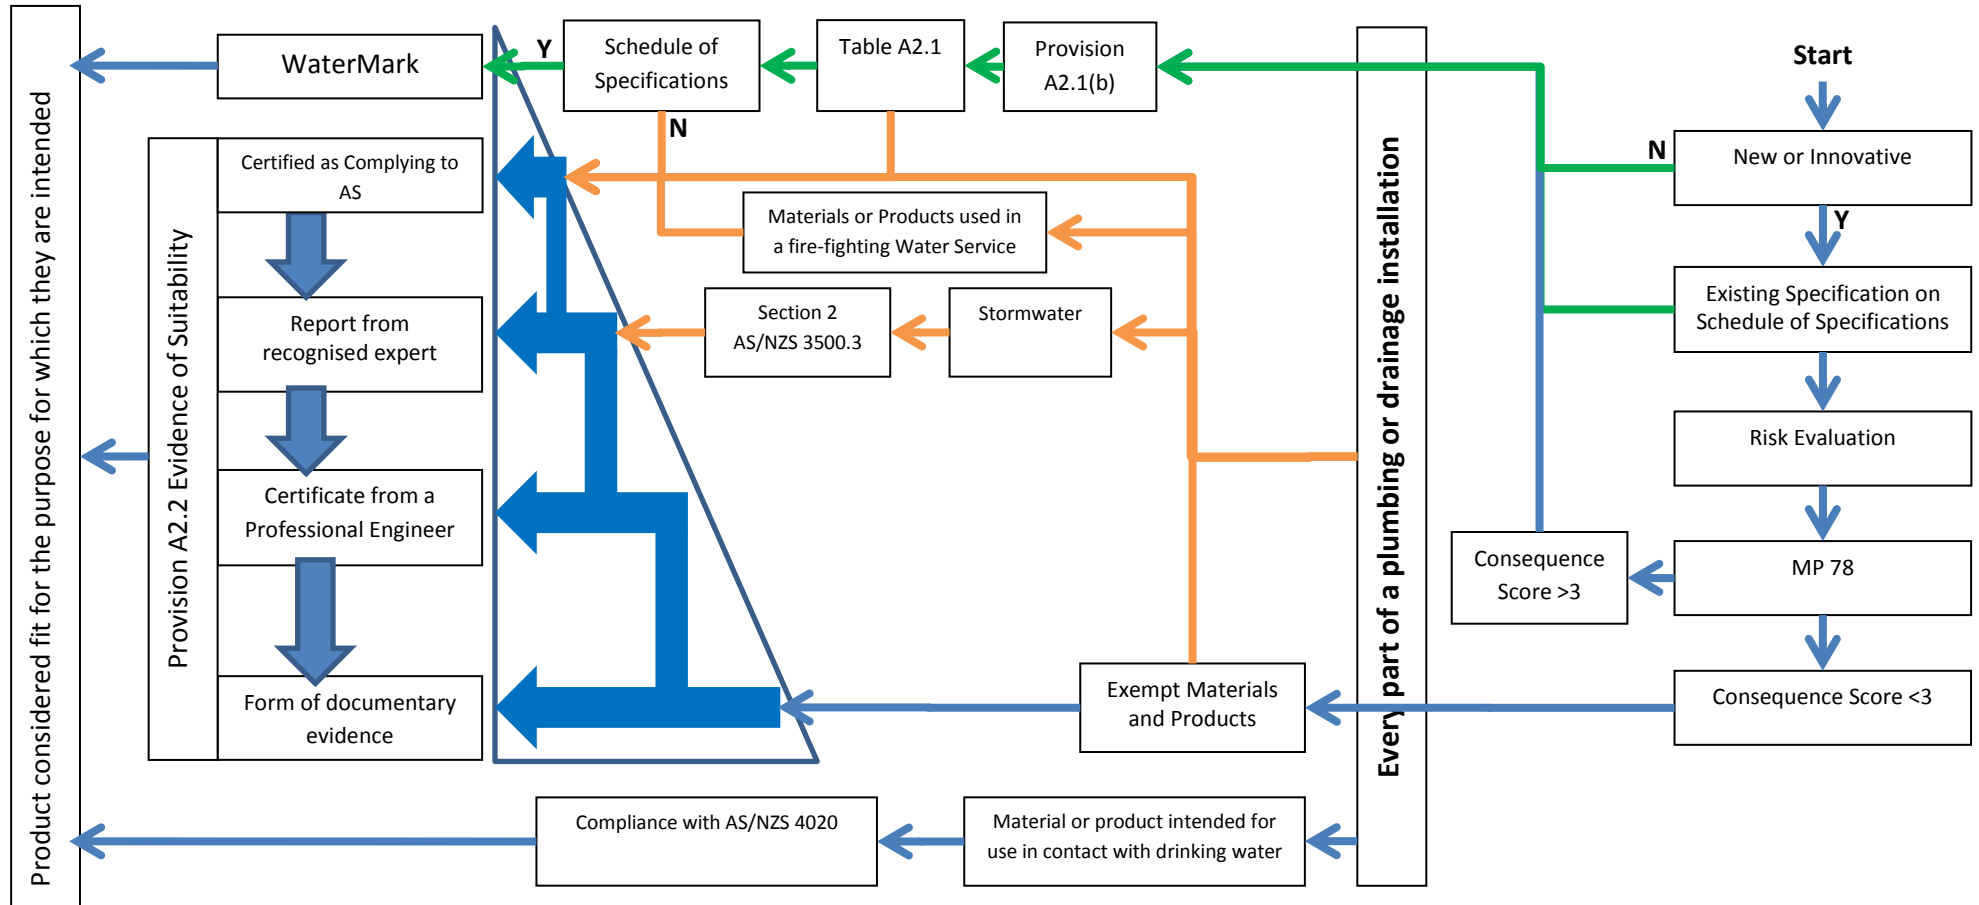 Product considered fit for the purpose for which they are intended
WaterMark
Provision A2.2 Evidence of Suitability
Certified as Complying to
AS
Report from
recognised expert
Certificate from a
Professional Engineer
Form of documentary
evidence
Y
Schedule of
Specifications
N
Table A2.1
Provision
A2.1(b)
Materials or Products used in
a fire-fighting Water Service
Section 2
AS/NZS 3500.3
Stormwater
Exempt Materials
and Products
Compliance with AS/NZS 4020
Material or product intended for
use in contact with drinking water
Every part of a plumbing or drainage installation
Start
N
New or Innovative
Y
Existing Specification on
Schedule of Specifications
Risk Evaluation
MP 78
Consequence
Score >3
Consequence Score <3